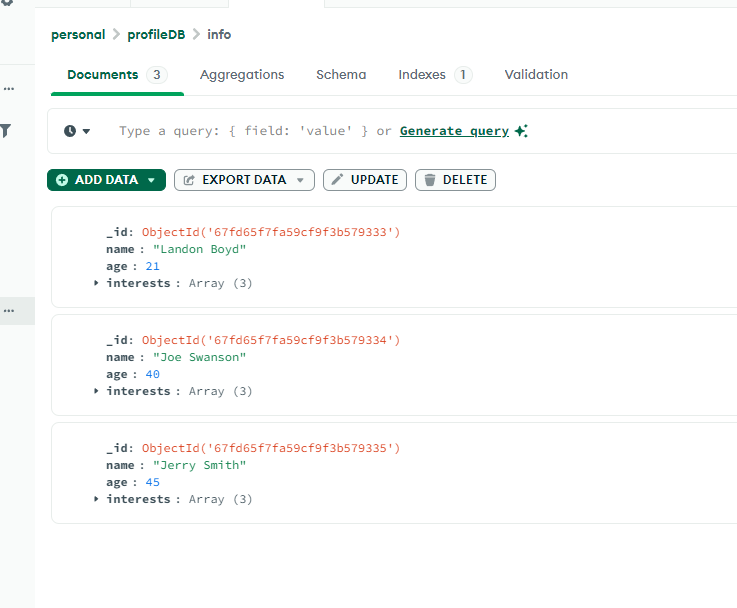 personal > profileDB > info
Documents 3 Aggregations Schema Indexes 1 Validation
Type a query: { field: 'value' } or Generate query
ADD DATA EXPORT DATA UPDATE DELETE
_id: ObjectId('67fd65f7fa59cf9f3b579333')
name : "Landon Boyd"
age : 21
interests : Array (3)
_id: ObjectId('67fd65f7fa59cf9f3b579334')
name : "Joe Swanson"
age : 40
interests : Array (3)
_id: ObjectId('67fd65f7fa59cf9f3b579335')
name : "Jerry Smith"
age : 45
interests : Array (3)